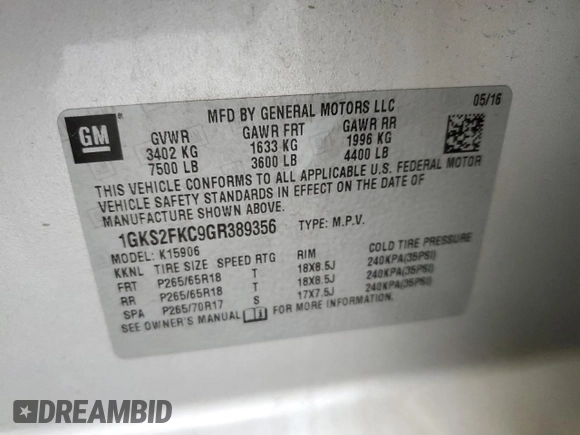 MFD BY GENERAL MOTORS LLC 05/16
GM GVWR GAWR FRT GAWR RR
3402 KG 1633 KG 1996 KG
7500 LB 3600 LB 4400 LB
THIS VEHICLE CONFORMS TO ALL APPLICABLE U.S. FEDERAL MOTOR
VEHICLE SAFETY STANDARDS IN EFFECT ON THE DATE OF
MANUFACTURE SHOWN ABOVE.
1GKS2FKC9GR389356 TYPE: M.P.V.
MODEL: K15906
KKNL TIRE SIZE SPEED RTG RIM COLD TIRE PRESSURE
FRT P265/65R18 T 18X8.5J 240KPA(35PSI)
RR P265/65R18 T 18X8.5J 240KPA(35PSI)
SPA P265/70R17 S 17X7.5J 240KPA(35PSI)
SEE OWNER'S MANUAL FOR MORE INFORMATION.
DREAMBID